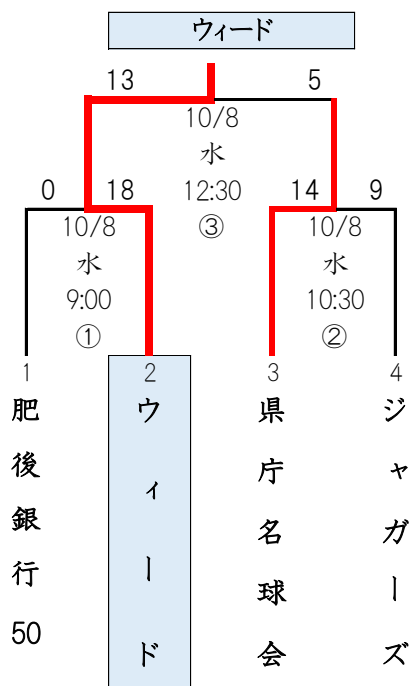 ウィード
13 5
10/8
水
12:30
③
0 18 14 9
10/8 10/8
水 水
9:00 10:30
① ②
1 2 3 4
肥後銀行50
ウィード
県庁名球会
ジャガーズ